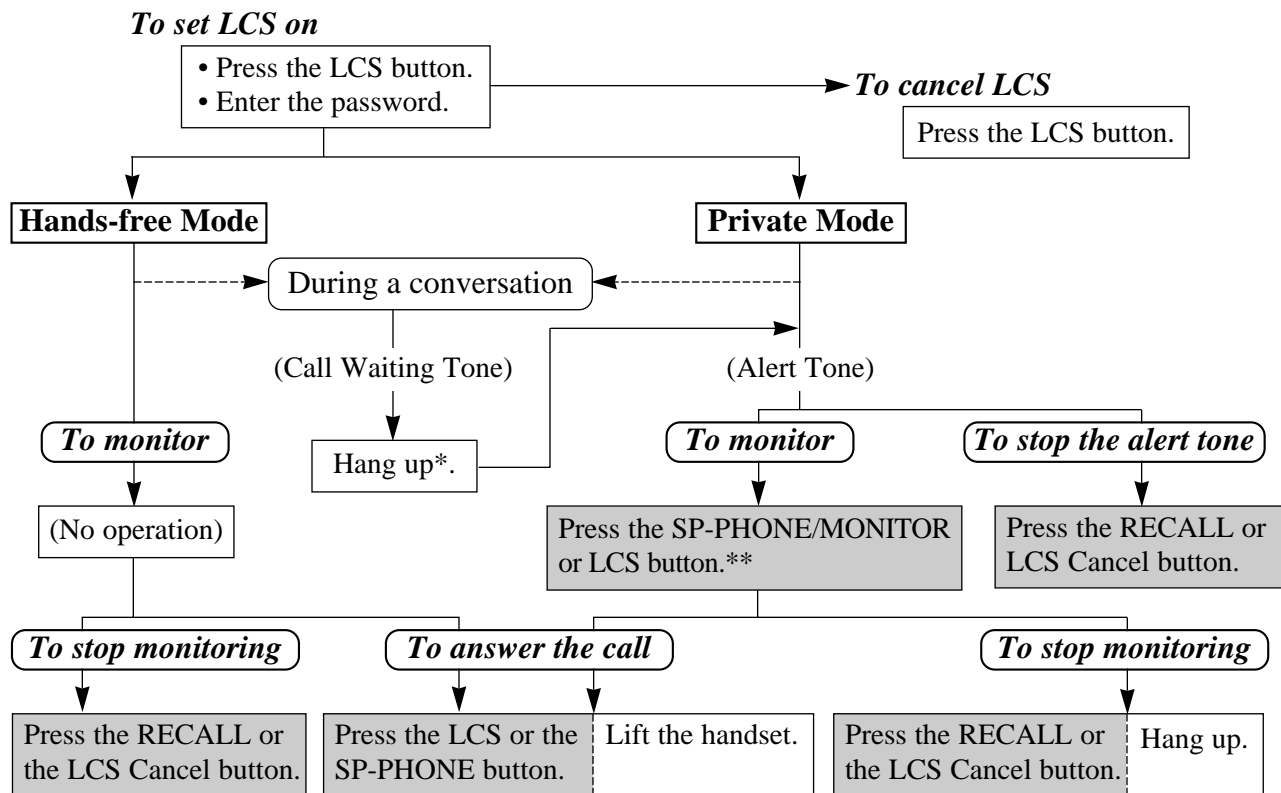 To set LCS on
• Press the LCS button.
• Enter the password.
To cancel LCS
Press the LCS button.
Hands-free Mode
Private Mode
During a conversation
(Call Waiting Tone)
(Alert Tone)
To monitor
Hang up*.
To monitor
To stop the alert tone
(No operation)
Press the SP-PHONE/MONITOR
or LCS button.**
Press the RECALL or
LCS Cancel button.
To stop monitoring
To answer the call
To stop monitoring
Press the RECALL or
the LCS Cancel button.
Press the LCS or the
SP-PHONE button.
Lift the handset.
Press the RECALL or
the LCS Cancel button.
Hang up.